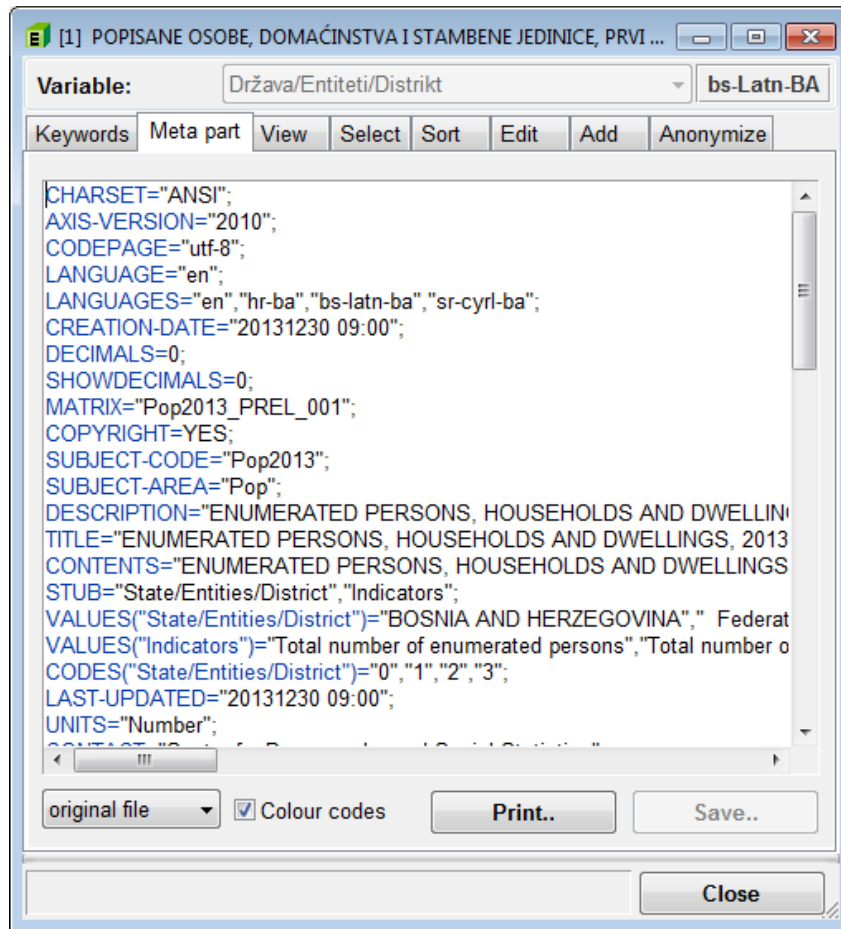 [1] POPISANE OSOBE, DOMAĆINSTVA I STAMBENE JEDINICE, PRVI ...
Variable: Država/Entiteti/Distrikt bs-Latn-BA
Keywords Meta part View Select Sort Edit Add Anonymize
CHARSET="ANSI";
AXIS-VERSION="2010";
CODEPAGE="utf-8";
LANGUAGE="en";
LANGUAGES="en","hr-ba","bs-latn-ba","sr-cyrl-ba";
CREATION-DATE="20131230 09:00";
DECIMALS=0;
SHOWDECIMALS=0;
MATRIX="Pop2013_PREL_001";
COPYRIGHT=YES;
SUBJECT-CODE="Pop2013";
SUBJECT-AREA="Pop";
DESCRIPTION="ENUMERATED PERSONS, HOUSEHOLDS AND DWELLIN
TITLE="ENUMERATED PERSONS, HOUSEHOLDS AND DWELLINGS, 2013
CONTENTS="ENUMERATED PERSONS, HOUSEHOLDS AND DWELLINGS
STUB="State/Entities/District","Indicators";
VALUES("State/Entities/District")="BOSNIA AND HERZEGOVINA","  Federat
VALUES("Indicators")="Total number of enumerated persons","Total number o
CODES("State/Entities/District")="0","1","2","3";
LAST-UPDATED="20131230 09:00";
UNITS="Number";
original file Colour codes Print.. Save..
Close